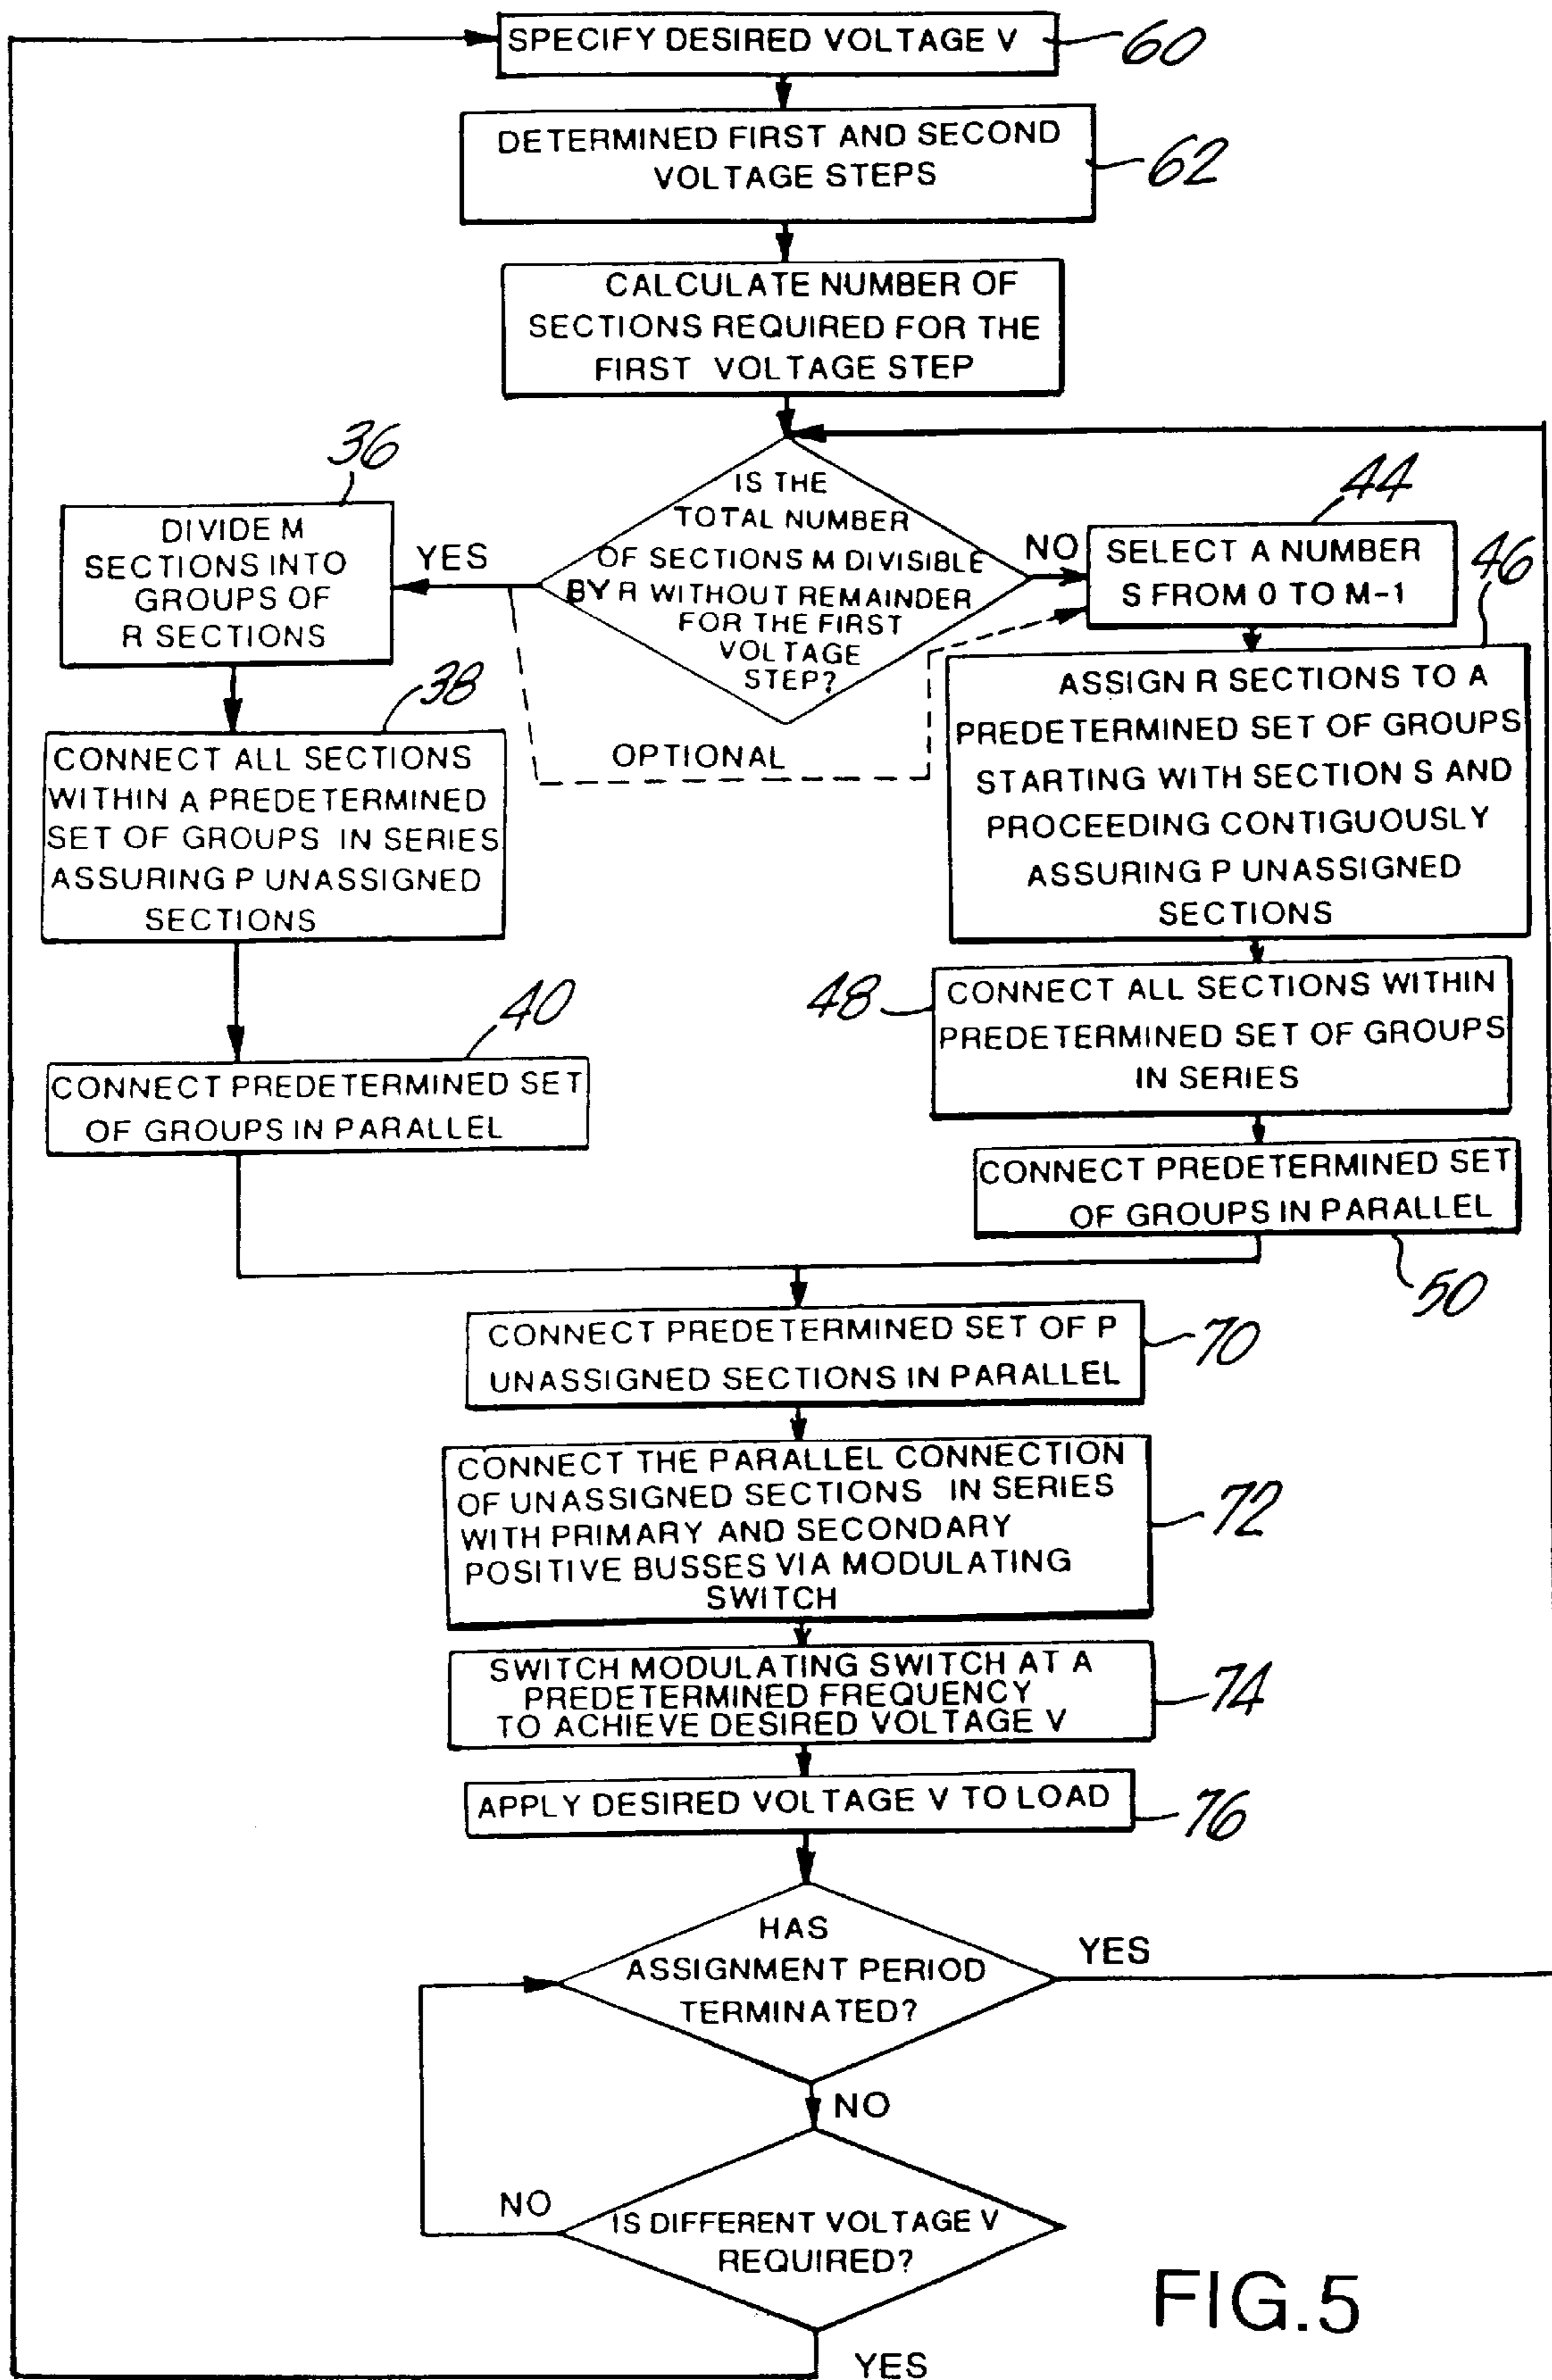 SPECIFY DESIRED VOLTAGE V
60
DETERMINED FIRST AND SECOND
VOLTAGE STEPS
62
CALCULATE NUMBER OF
SECTIONS REQUIRED FOR THE
FIRST VOLTAGE STEP
IS THE
TOTAL NUMBER
OF SECTIONS M DIVISIBLE
BY R WITHOUT REMAINDER
FOR THE FIRST
VOLTAGE
STEP?
YES
NO
OPTIONAL
36
DIVIDE M
SECTIONS INTO
GROUPS OF
R SECTIONS
38
CONNECT ALL SECTIONS
WITHIN A PREDETERMINED
SET OF GROUPS IN SERIES
ASSURING P UNASSIGNED
SECTIONS
40
CONNECT PREDETERMINED SET
OF GROUPS IN PARALLEL
44
SELECT A NUMBER
S FROM 0 TO M-1
46
ASSIGN R SECTIONS TO A
PREDETERMINED SET OF GROUPS
STARTING WITH SECTION S AND
PROCEEDING CONTIGUOUSLY
ASSURING P UNASSIGNED
SECTIONS
48
CONNECT ALL SECTIONS WITHIN
PREDETERMINED SET OF GROUPS
IN SERIES
CONNECT PREDETERMINED SET
OF GROUPS IN PARALLEL
50
CONNECT PREDETERMINED SET OF P
UNASSIGNED SECTIONS IN PARALLEL
70
CONNECT THE PARALLEL CONNECTION
OF UNASSIGNED SECTIONS IN SERIES
WITH PRIMARY AND SECONDARY
POSITIVE BUSSES VIA MODULATING
SWITCH
72
SWITCH MODULATING SWITCH AT A
PREDETERMINED FREQUENCY
TO ACHIEVE DESIRED VOLTAGE V
74
APPLY DESIRED VOLTAGE V TO LOAD
76
HAS
ASSIGNMENT PERIOD
TERMINATED?
YES
NO
IS DIFFERENT VOLTAGE V
REQUIRED?
NO
YES
FIG.5